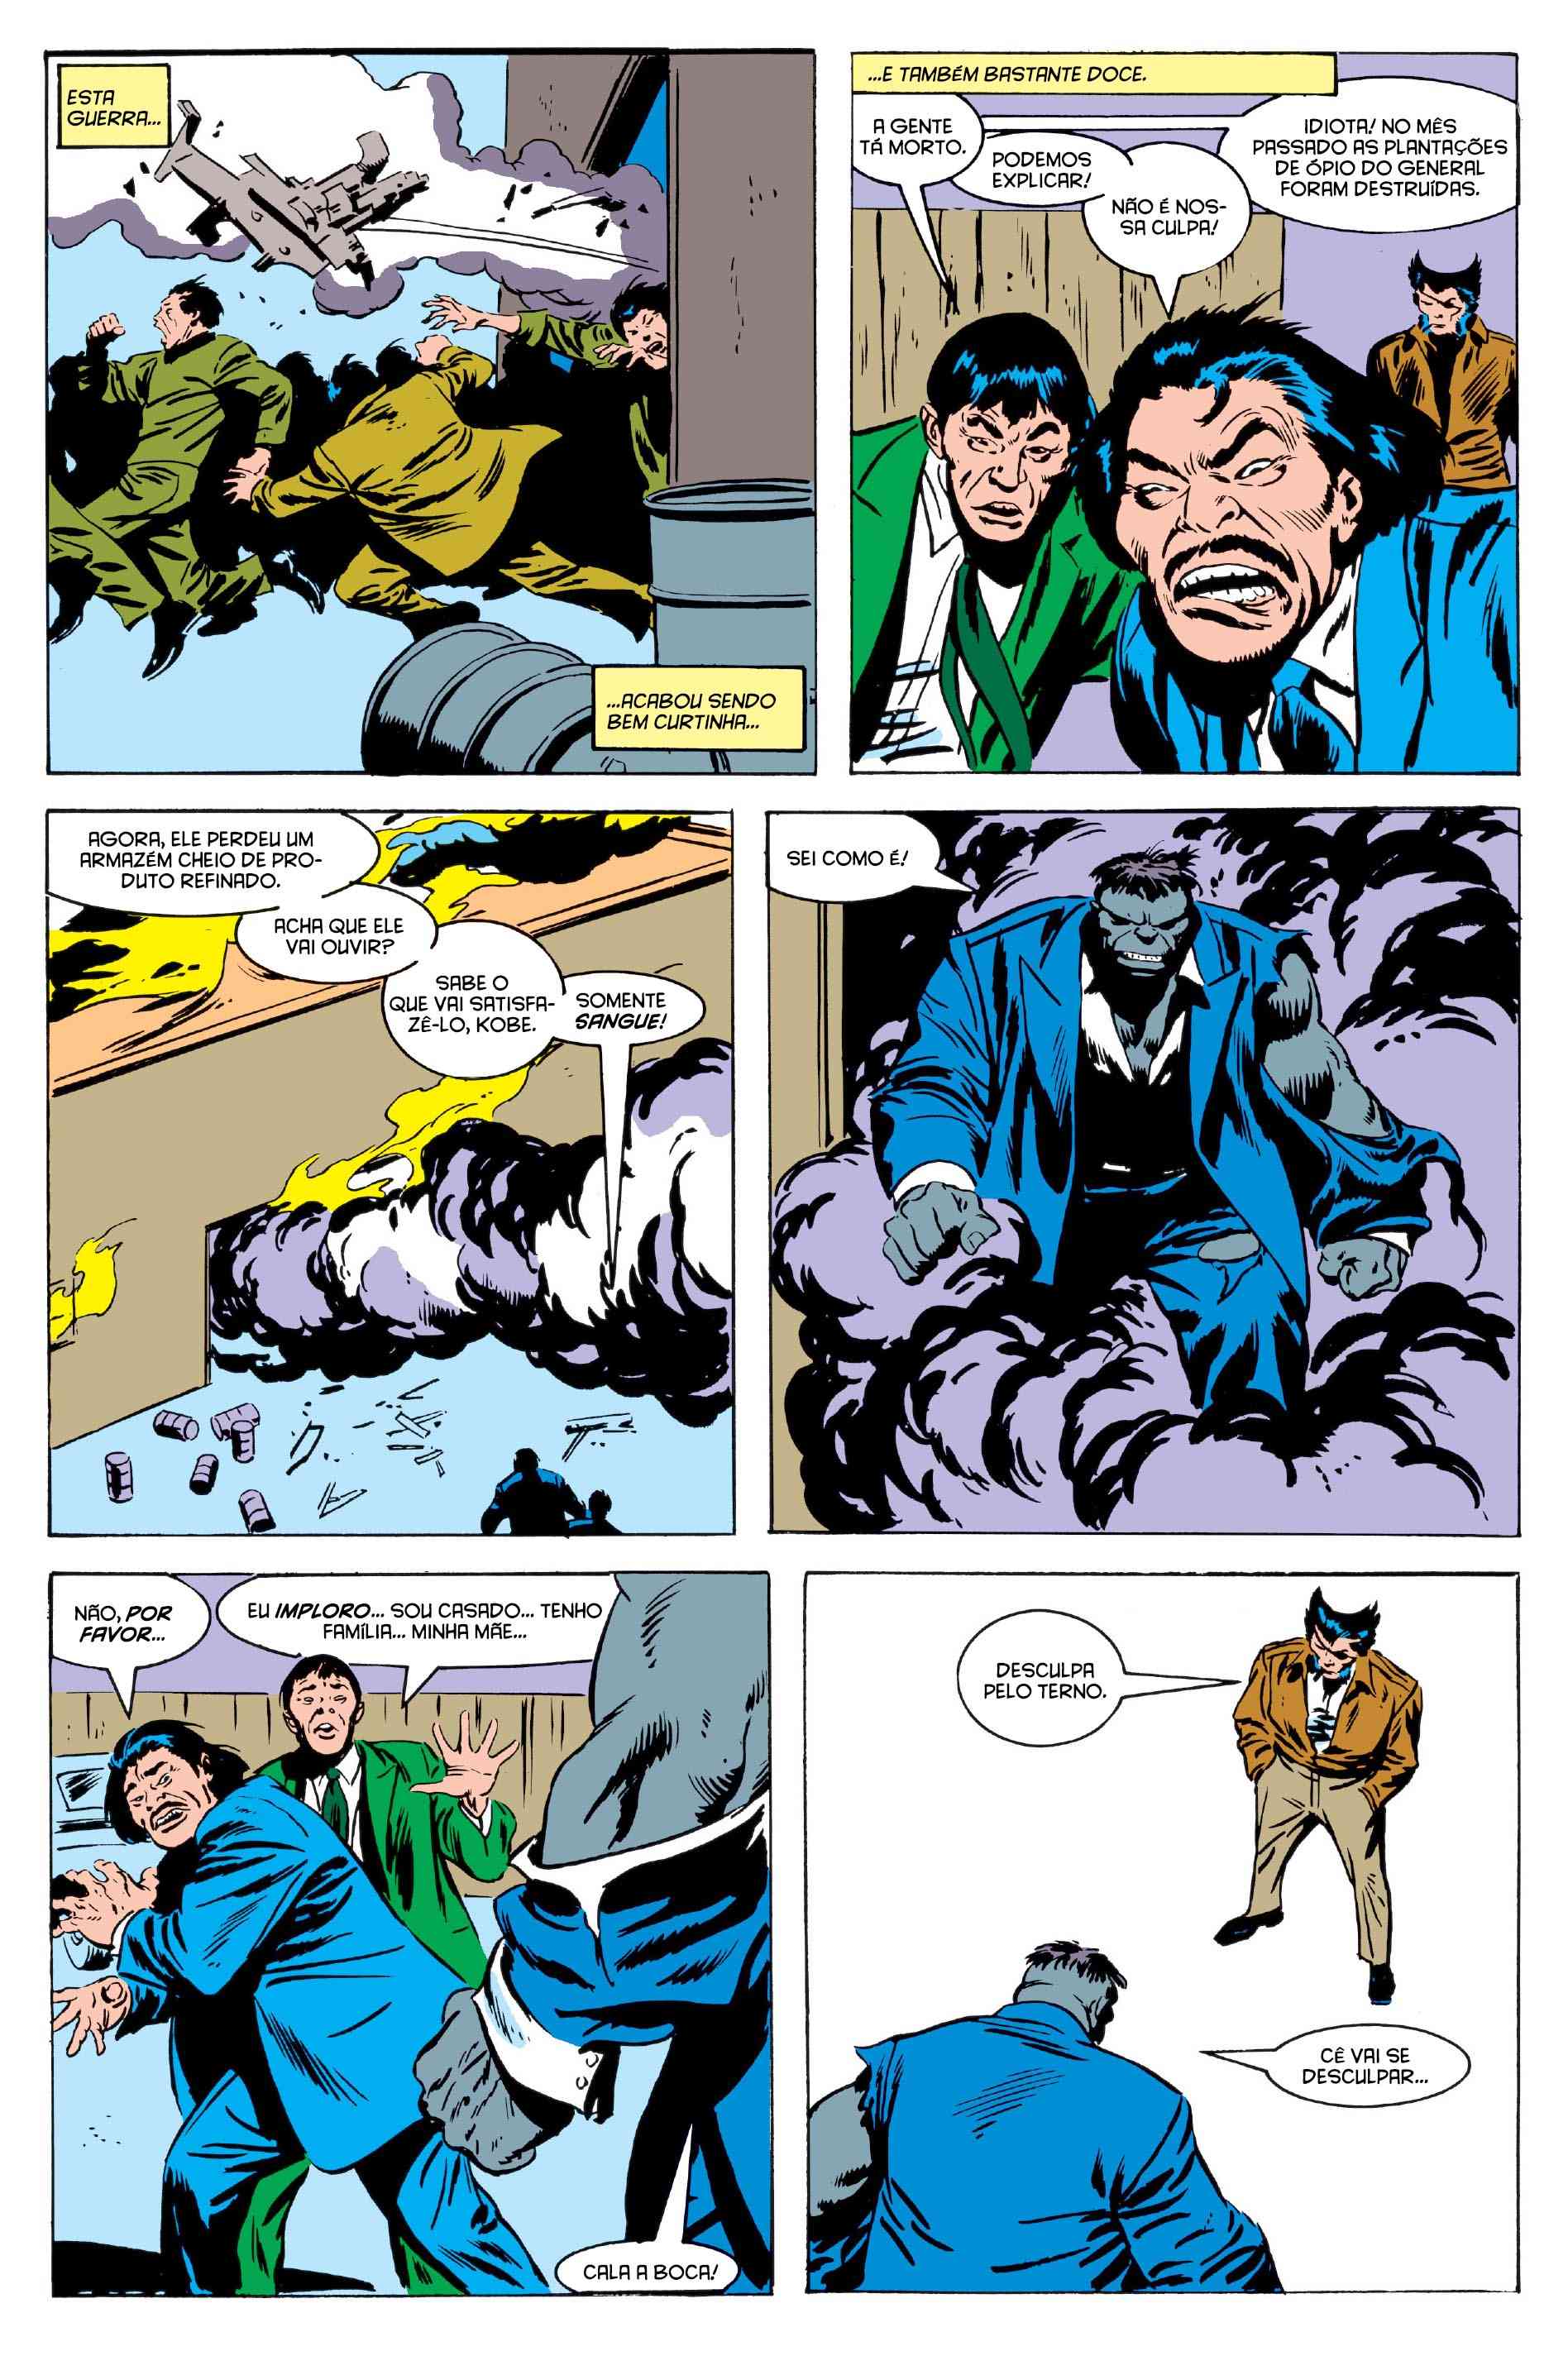 ESTA
GUERRA...
...ACABOU SENDO
BEM CURTINHA...
...E TAMBÉM BASTANTE DOCE.
A GENTE
TÁ MORTO.
PODEMOS
EXPLICAR!
NÃO É NOS-
SA CULPA!
IDIOTA! NO MÊS
PASSADO AS PLANTAÇÕES
DE ÓPIO DO GENERAL
FORAM DESTRUÍDAS.
AGORA, ELE PERDEU UM
ARMAZÉM CHEIO DE PRO-
DUTO REFINADO.
ACHA QUE ELE
VAI OUVIR?
SABE O
QUE VAI SATISFA-
ZÊ-LO, KOBE.
SOMENTE
SANGUE!
SEI COMO É!
NÃO, POR
FAVOR...
EU IMPLORO... SOU CASADO... TENHO
FAMÍLIA... MINHA MÃE...
CALA A BOCA!
DESCULPA
PELO TERNO.
CÊ VAI SE
DESCULPAR...